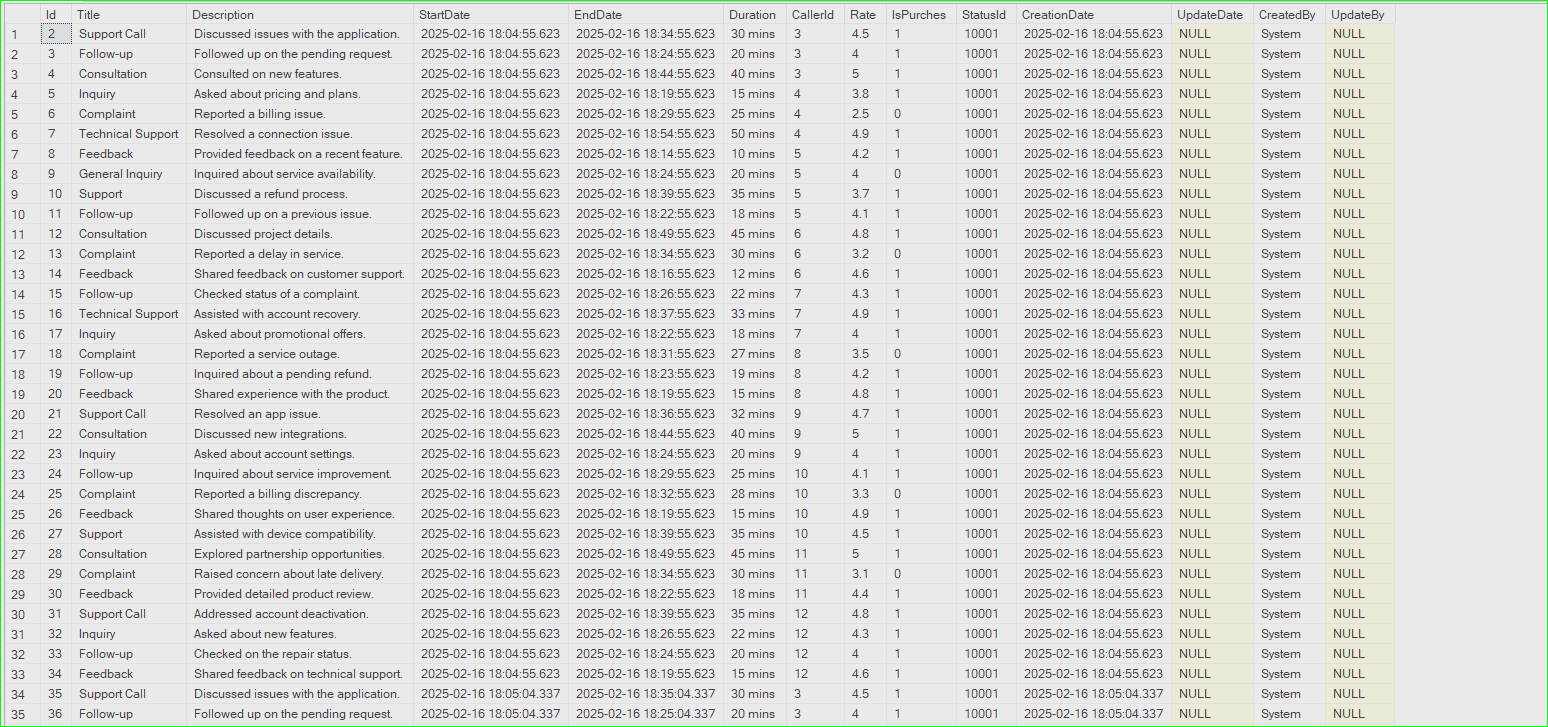 Id Title Description StartDate EndDate Duration CallerId Rate IsPurches StatusId CreationDate UpdateDate CreatedBy UpdateBy
1 2 Support Call Discussed issues with the application. 2025-02-16 18:04:55.623 2025-02-16 18:34:55.623 30 mins 3 4.5 1 10001 2025-02-16 18:04:55.623 NULL System NULL
2 3 Follow-up Followed up on the pending request. 2025-02-16 18:04:55.623 2025-02-16 18:24:55.623 20 mins 3 4 1 10001 2025-02-16 18:04:55.623 NULL System NULL
3 4 Consultation Consulted on new features. 2025-02-16 18:04:55.623 2025-02-16 18:44:55.623 40 mins 3 5 1 10001 2025-02-16 18:04:55.623 NULL System NULL
4 5 Inquiry Asked about pricing and plans. 2025-02-16 18:04:55.623 2025-02-16 18:19:55.623 15 mins 4 3.8 1 10001 2025-02-16 18:04:55.623 NULL System NULL
5 6 Complaint Reported a billing issue. 2025-02-16 18:04:55.623 2025-02-16 18:29:55.623 25 mins 4 2.5 0 10001 2025-02-16 18:04:55.623 NULL System NULL
6 7 Technical Support Resolved a connection issue. 2025-02-16 18:04:55.623 2025-02-16 18:54:55.623 50 mins 4 4.9 1 10001 2025-02-16 18:04:55.623 NULL System NULL
7 8 Feedback Provided feedback on a recent feature. 2025-02-16 18:04:55.623 2025-02-16 18:14:55.623 10 mins 5 4.2 1 10001 2025-02-16 18:04:55.623 NULL System NULL
8 9 General Inquiry Inquired about service availability. 2025-02-16 18:04:55.623 2025-02-16 18:24:55.623 20 mins 5 4 0 10001 2025-02-16 18:04:55.623 NULL System NULL
9 10 Support Discussed a refund process. 2025-02-16 18:04:55.623 2025-02-16 18:39:55.623 35 mins 5 3.7 1 10001 2025-02-16 18:04:55.623 NULL System NULL
10 11 Follow-up Followed up on a previous issue. 2025-02-16 18:04:55.623 2025-02-16 18:22:55.623 18 mins 5 4.1 1 10001 2025-02-16 18:04:55.623 NULL System NULL
11 12 Consultation Discussed project details. 2025-02-16 18:04:55.623 2025-02-16 18:49:55.623 45 mins 6 4.8 1 10001 2025-02-16 18:04:55.623 NULL System NULL
12 13 Complaint Reported a delay in service. 2025-02-16 18:04:55.623 2025-02-16 18:34:55.623 30 mins 6 3.2 0 10001 2025-02-16 18:04:55.623 NULL System NULL
13 14 Feedback Shared feedback on customer support. 2025-02-16 18:04:55.623 2025-02-16 18:16:55.623 12 mins 6 4.6 1 10001 2025-02-16 18:04:55.623 NULL System NULL
14 15 Follow-up Checked status of a complaint. 2025-02-16 18:04:55.623 2025-02-16 18:26:55.623 22 mins 7 4.3 1 10001 2025-02-16 18:04:55.623 NULL System NULL
15 16 Technical Support Assisted with account recovery. 2025-02-16 18:04:55.623 2025-02-16 18:37:55.623 33 mins 7 4.9 1 10001 2025-02-16 18:04:55.623 NULL System NULL
16 17 Inquiry Asked about promotional offers. 2025-02-16 18:04:55.623 2025-02-16 18:22:55.623 18 mins 7 4 1 10001 2025-02-16 18:04:55.623 NULL System NULL
17 18 Complaint Reported a service outage. 2025-02-16 18:04:55.623 2025-02-16 18:31:55.623 27 mins 8 3.5 0 10001 2025-02-16 18:04:55.623 NULL System NULL
18 19 Follow-up Inquired about a pending refund. 2025-02-16 18:04:55.623 2025-02-16 18:23:55.623 19 mins 8 4.2 1 10001 2025-02-16 18:04:55.623 NULL System NULL
19 20 Feedback Shared experience with the product. 2025-02-16 18:04:55.623 2025-02-16 18:19:55.623 15 mins 8 4.8 1 10001 2025-02-16 18:04:55.623 NULL System NULL
20 21 Support Call Resolved an app issue. 2025-02-16 18:04:55.623 2025-02-16 18:36:55.623 32 mins 9 4.7 1 10001 2025-02-16 18:04:55.623 NULL System NULL
21 22 Consultation Discussed new integrations. 2025-02-16 18:04:55.623 2025-02-16 18:44:55.623 40 mins 9 5 1 10001 2025-02-16 18:04:55.623 NULL System NULL
22 23 Inquiry Asked about account settings. 2025-02-16 18:04:55.623 2025-02-16 18:24:55.623 20 mins 9 4 1 10001 2025-02-16 18:04:55.623 NULL System NULL
23 24 Follow-up Inquired about service improvement. 2025-02-16 18:04:55.623 2025-02-16 18:29:55.623 25 mins 10 4.1 1 10001 2025-02-16 18:04:55.623 NULL System NULL
24 25 Complaint Reported a billing discrepancy. 2025-02-16 18:04:55.623 2025-02-16 18:32:55.623 28 mins 10 3.3 0 10001 2025-02-16 18:04:55.623 NULL System NULL
25 26 Feedback Shared thoughts on user experience. 2025-02-16 18:04:55.623 2025-02-16 18:19:55.623 15 mins 10 4.9 1 10001 2025-02-16 18:04:55.623 NULL System NULL
26 27 Support Assisted with device compatibility. 2025-02-16 18:04:55.623 2025-02-16 18:39:55.623 35 mins 10 4.5 1 10001 2025-02-16 18:04:55.623 NULL System NULL
27 28 Consultation Explored partnership opportunities. 2025-02-16 18:04:55.623 2025-02-16 18:49:55.623 45 mins 11 5 1 10001 2025-02-16 18:04:55.623 NULL System NULL
28 29 Complaint Raised concern about late delivery. 2025-02-16 18:04:55.623 2025-02-16 18:34:55.623 30 mins 11 3.1 0 10001 2025-02-16 18:04:55.623 NULL System NULL
29 30 Feedback Provided detailed product review. 2025-02-16 18:04:55.623 2025-02-16 18:22:55.623 18 mins 11 4.4 1 10001 2025-02-16 18:04:55.623 NULL System NULL
30 31 Support Call Addressed account deactivation. 2025-02-16 18:04:55.623 2025-02-16 18:39:55.623 35 mins 12 4.8 1 10001 2025-02-16 18:04:55.623 NULL System NULL
31 32 Inquiry Asked about new features. 2025-02-16 18:04:55.623 2025-02-16 18:26:55.623 22 mins 12 4.3 1 10001 2025-02-16 18:04:55.623 NULL System NULL
32 33 Follow-up Checked on the repair status. 2025-02-16 18:04:55.623 2025-02-16 18:24:55.623 20 mins 12 4 1 10001 2025-02-16 18:04:55.623 NULL System NULL
33 34 Feedback Shared feedback on technical support. 2025-02-16 18:04:55.623 2025-02-16 18:19:55.623 15 mins 12 4.6 1 10001 2025-02-16 18:04:55.623 NULL System NULL
34 35 Support Call Discussed issues with the application. 2025-02-16 18:05:04.337 2025-02-16 18:35:04.337 30 mins 3 4.5 1 10001 2025-02-16 18:05:04.337 NULL System NULL
35 36 Follow-up Followed up on the pending request. 2025-02-16 18:05:04.337 2025-02-16 18:25:04.337 20 mins 3 4 1 10001 2025-02-16 18:05:04.337 NULL System NULL